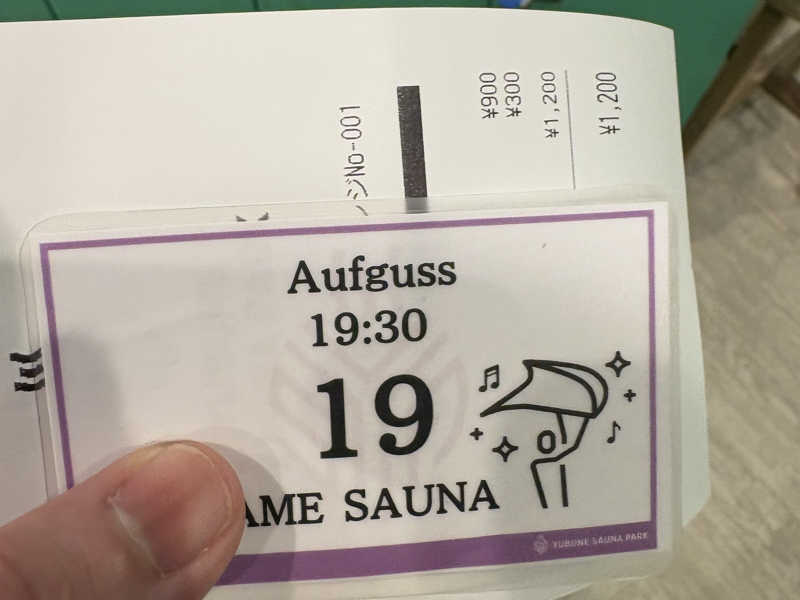 ¥900
¥300
¥1,200
¥1,200
ジNo-001
Aufguss
19:30
19
AME SAUNA
YUBUNE SAUNA PARK